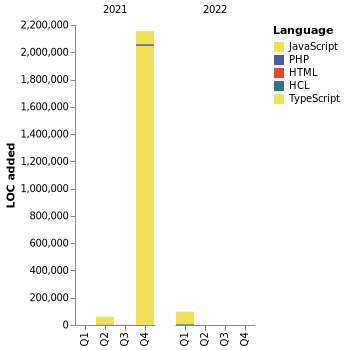 2021
2022
Language
JavaScript
PHP
HTML
HCL
TypeScript
LOC added
2,200,000
2,000,000
1,800,000
1,600,000
1,400,000
1,200,000
1,000,000
800,000
600,000
400,000
200,000
0
Q1
Q2
Q3
Q4
Q1
Q2
Q3
Q4